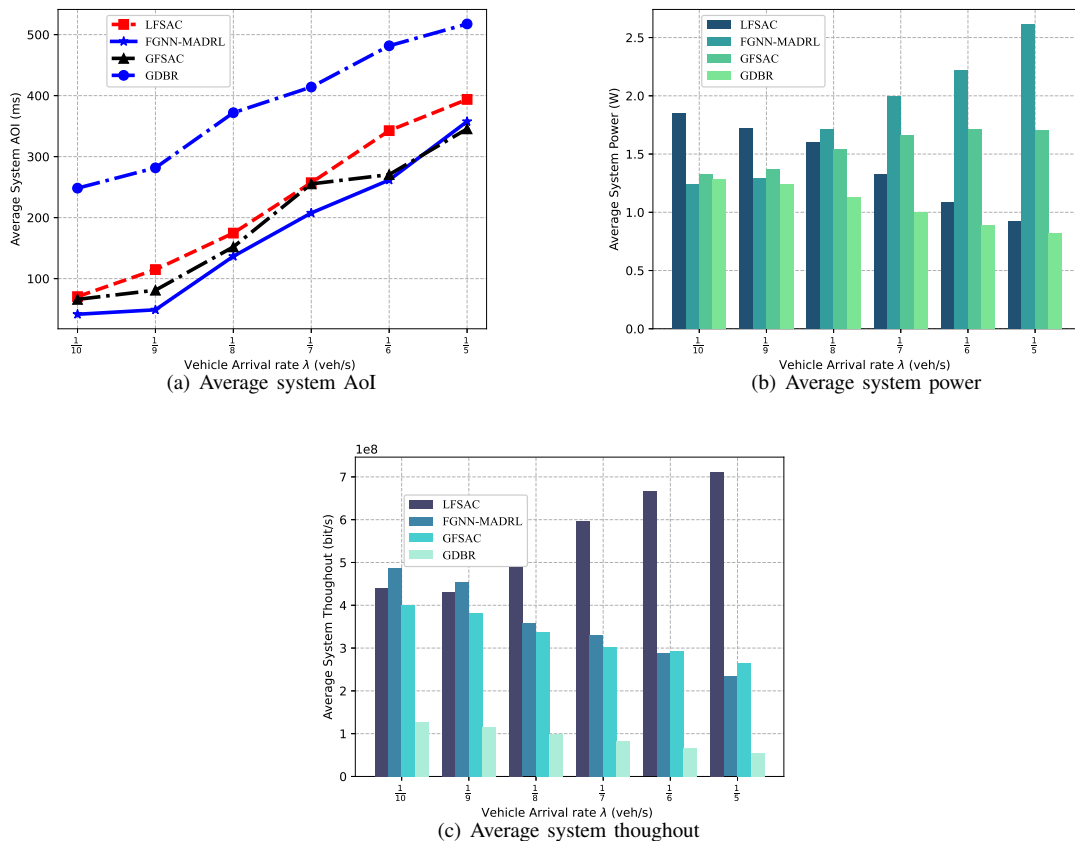 500
400
300
200
100
Average System AOI (ms)
LFSAC
FGNN-MADRL
GFSAC
GDBR
1/10
1/9
1/8
1/7
1/6
1/5
Vehicle Arrival rate λ (veh/s)
(a) Average system AoI
2.5
2.0
1.5
1.0
0.5
0.0
Average System Power (W)
LFSAC
FGNN-MADRL
GFSAC
GDBR
1/10
1/9
1/8
1/7
1/6
1/5
Vehicle Arrival rate λ (veh/s)
(b) Average system power
1e8
7
6
5
4
3
2
1
0
Average System Thoughout (bit/s)
LFSAC
FGNN-MADRL
GFSAC
GDBR
1/10
1/9
1/8
1/7
1/6
1/5
Vehicle Arrival rate λ (veh/s)
(c) Average system thoughout